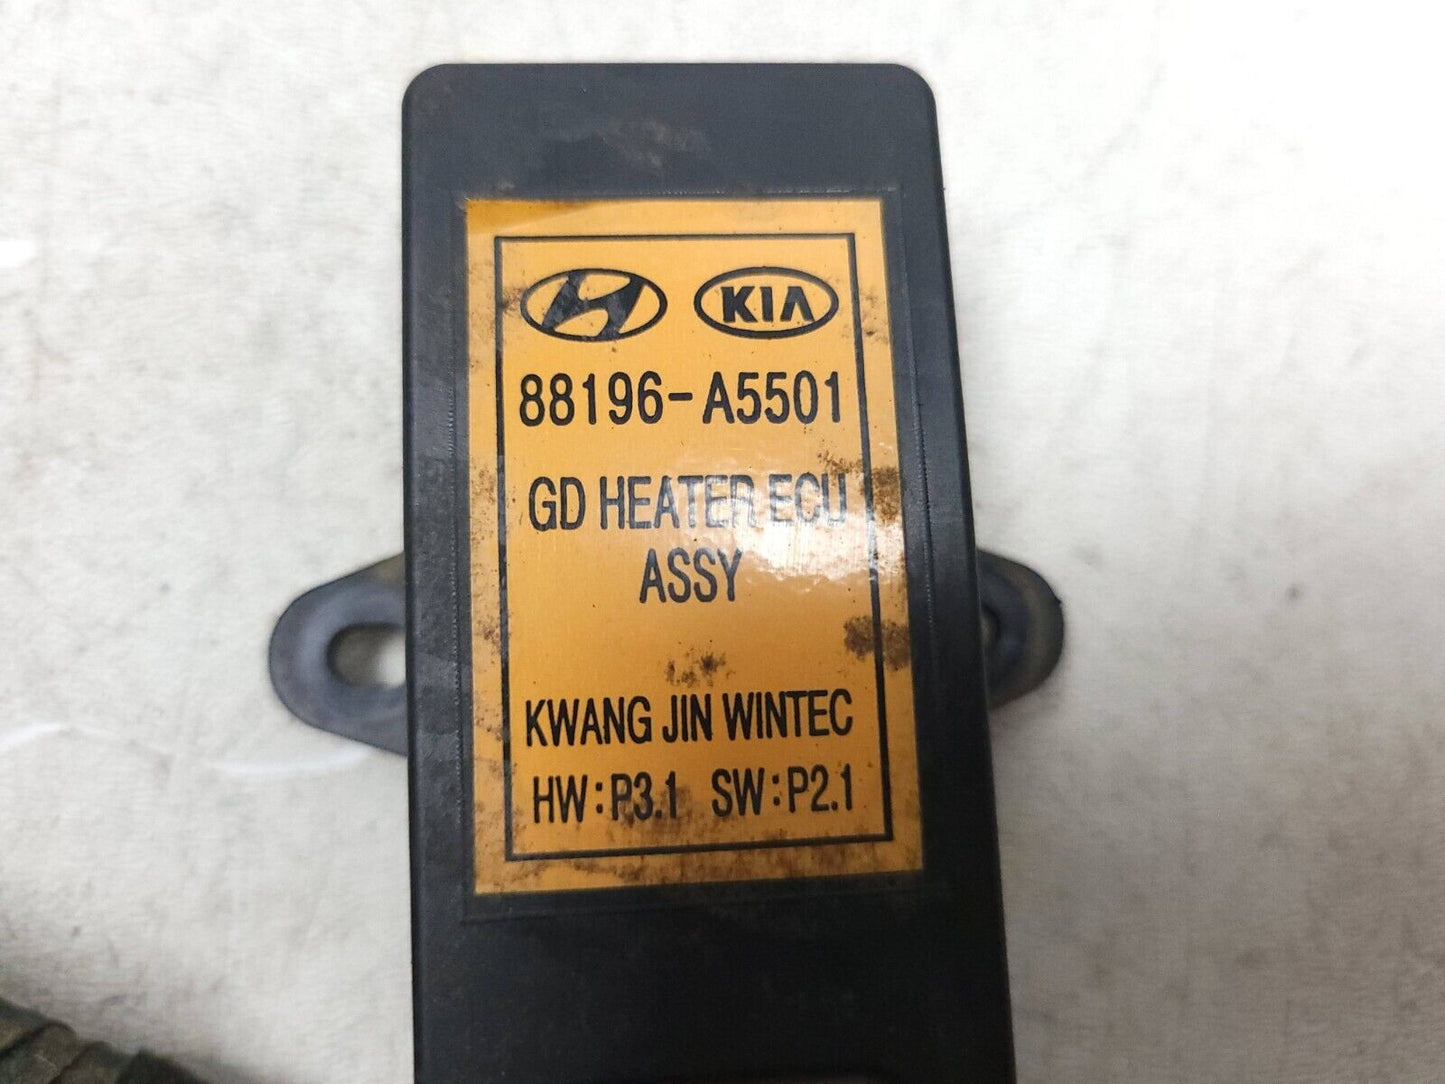 KIA
88196-A5501
GD HEATER ECU
ASSY
KWANG JIN WINTEC
HW:P3.1 SW:P2.1